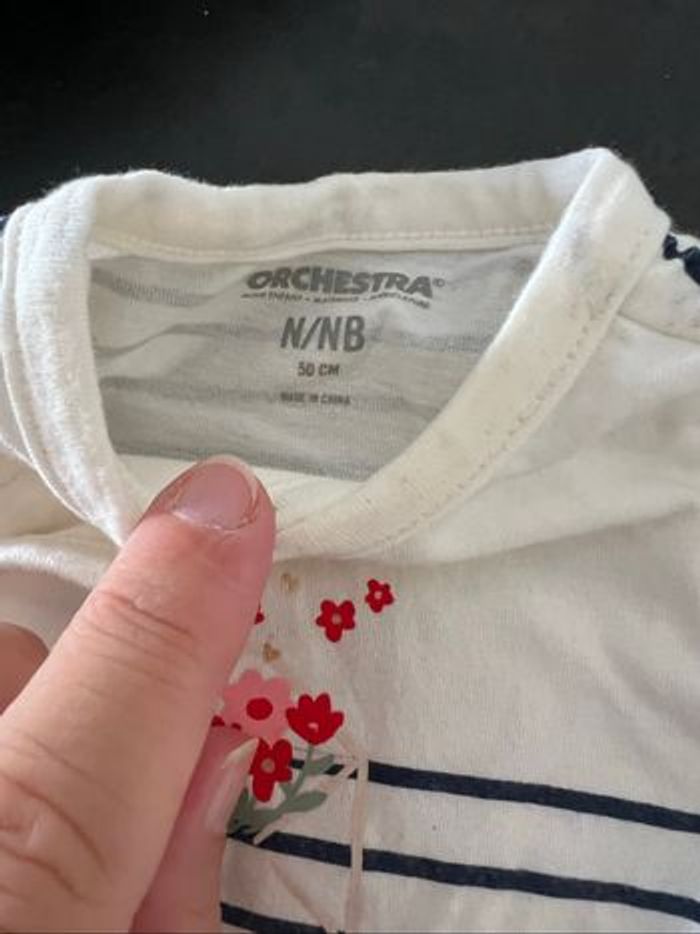 ORCHESTRA®
N/NB
50 CM
MADE IN CHINA